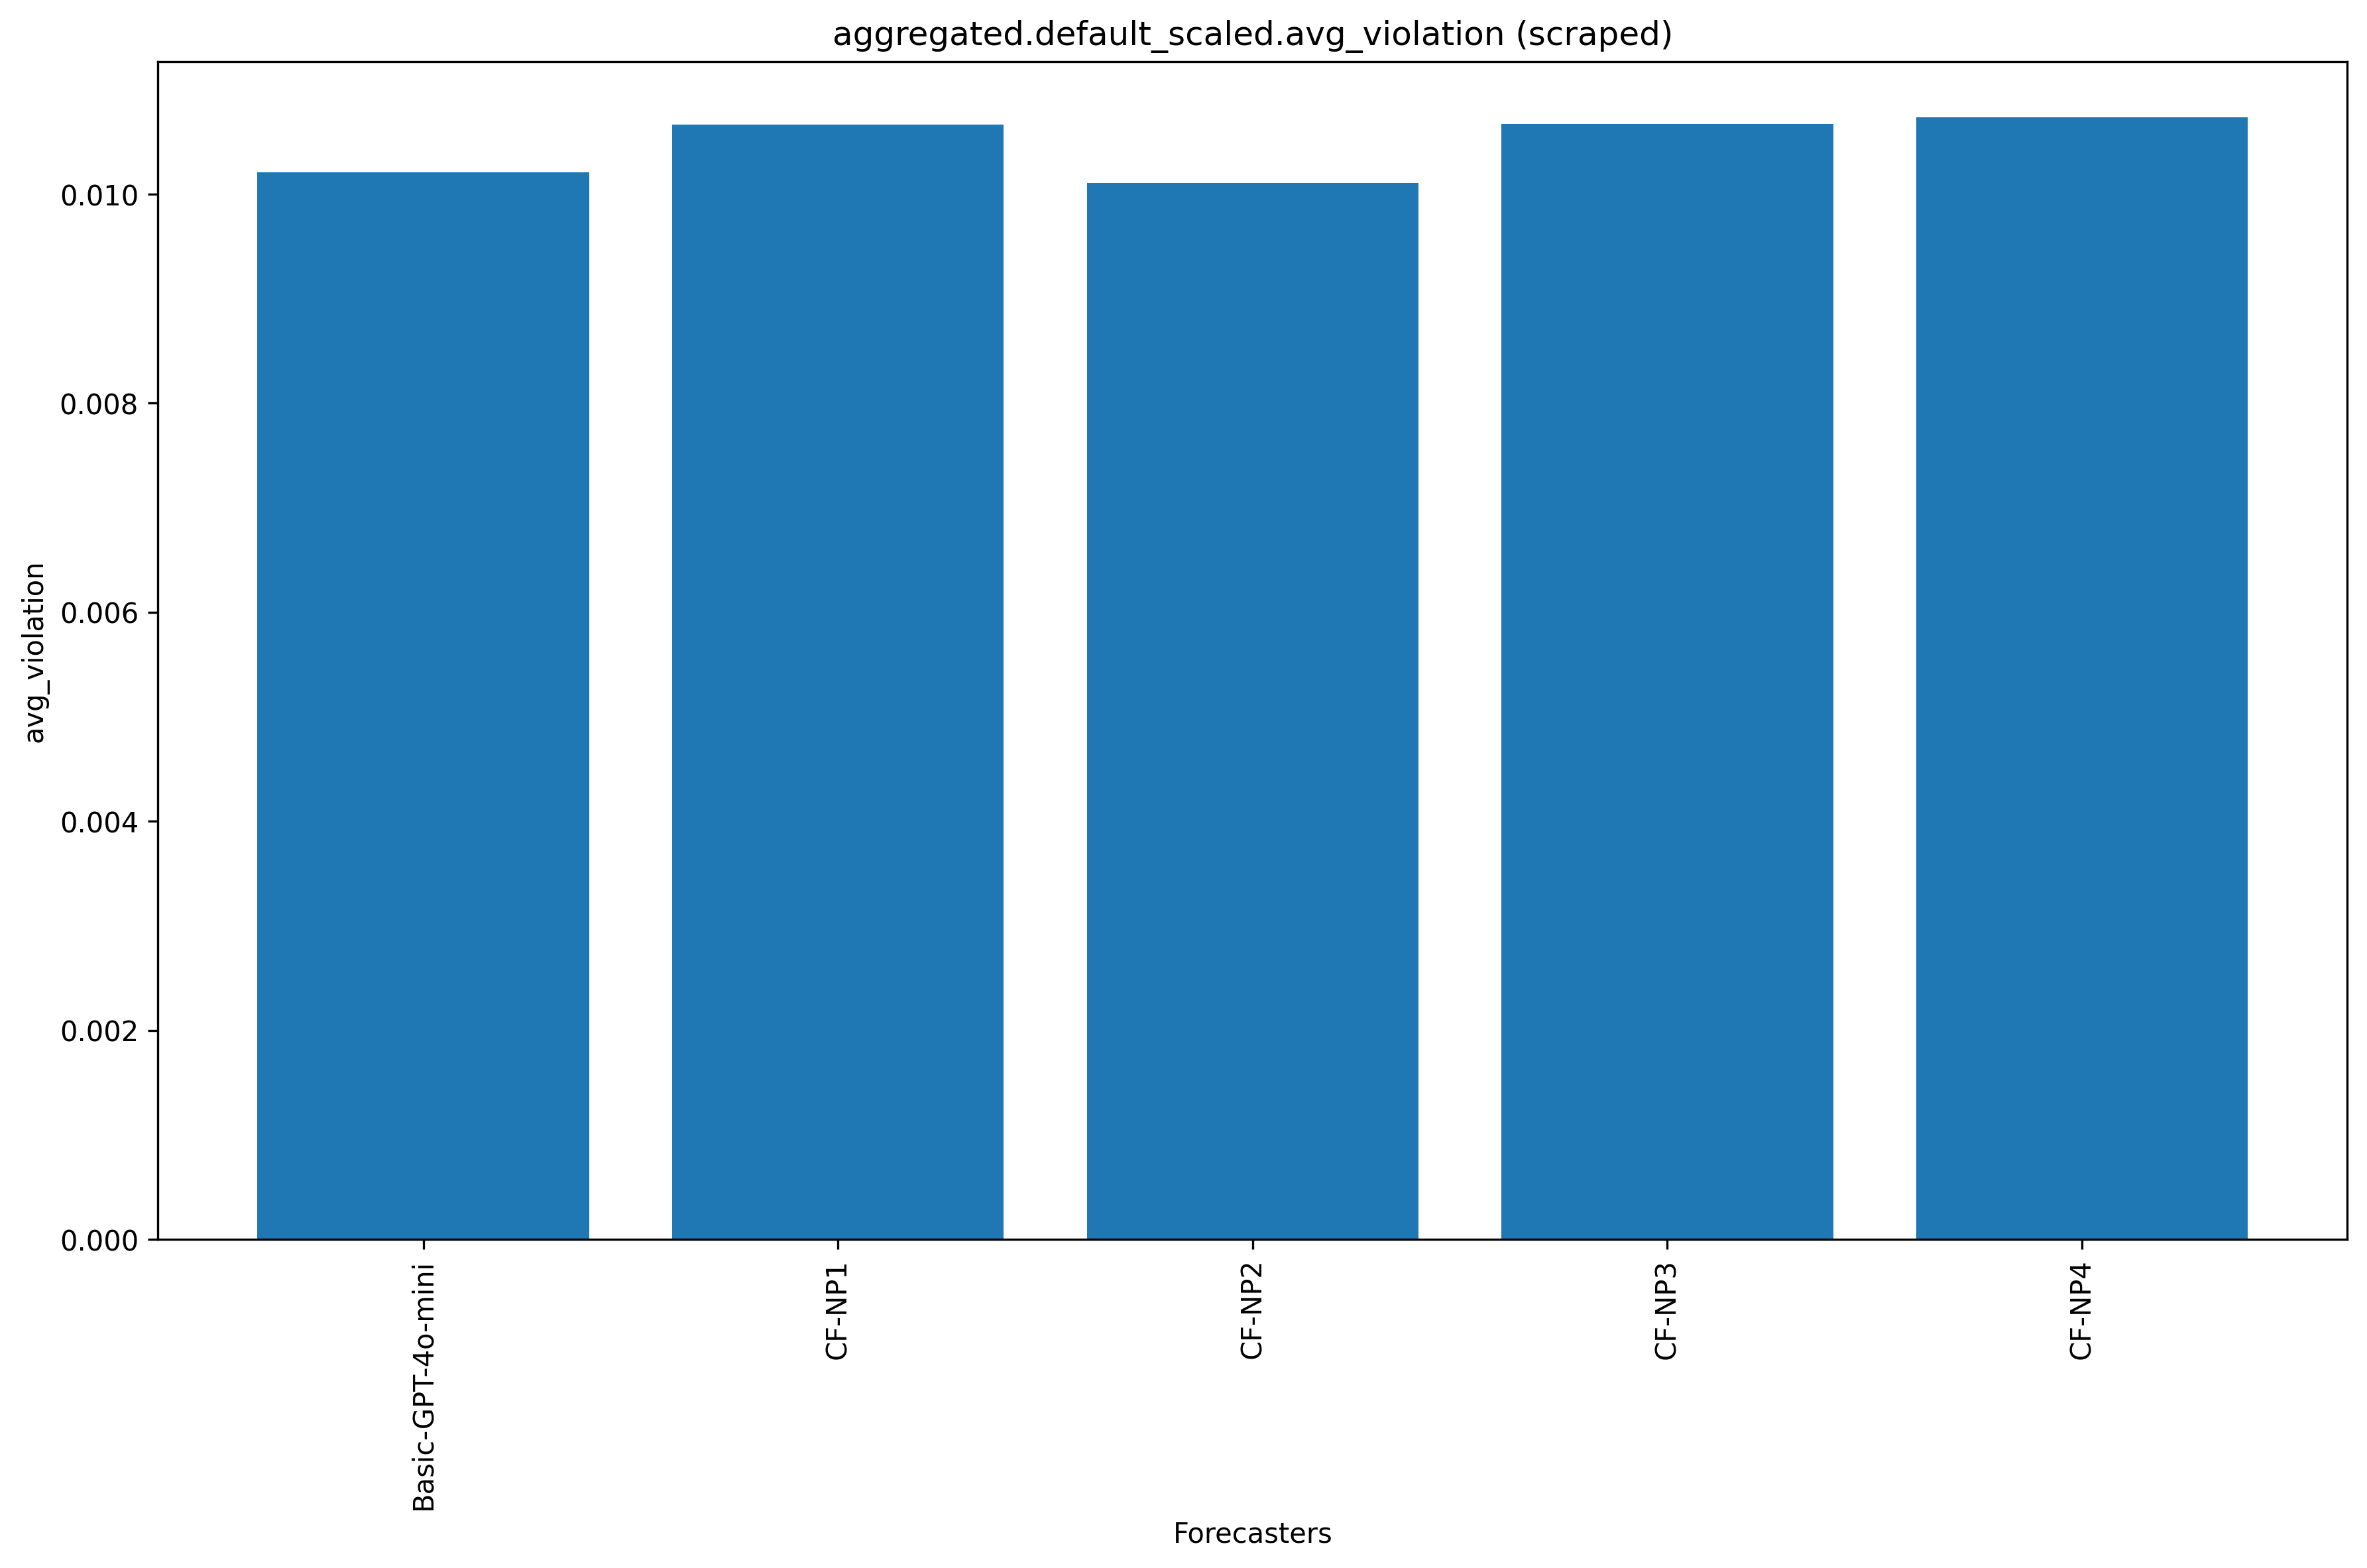 aggregated.default_scaled.avg_violation (scraped)
avg_violation
0.010
0.008
0.006
0.004
0.002
0.000
Basic-GPT-4o-mini
CF-NP1
CF-NP2
CF-NP3
CF-NP4
Forecasters